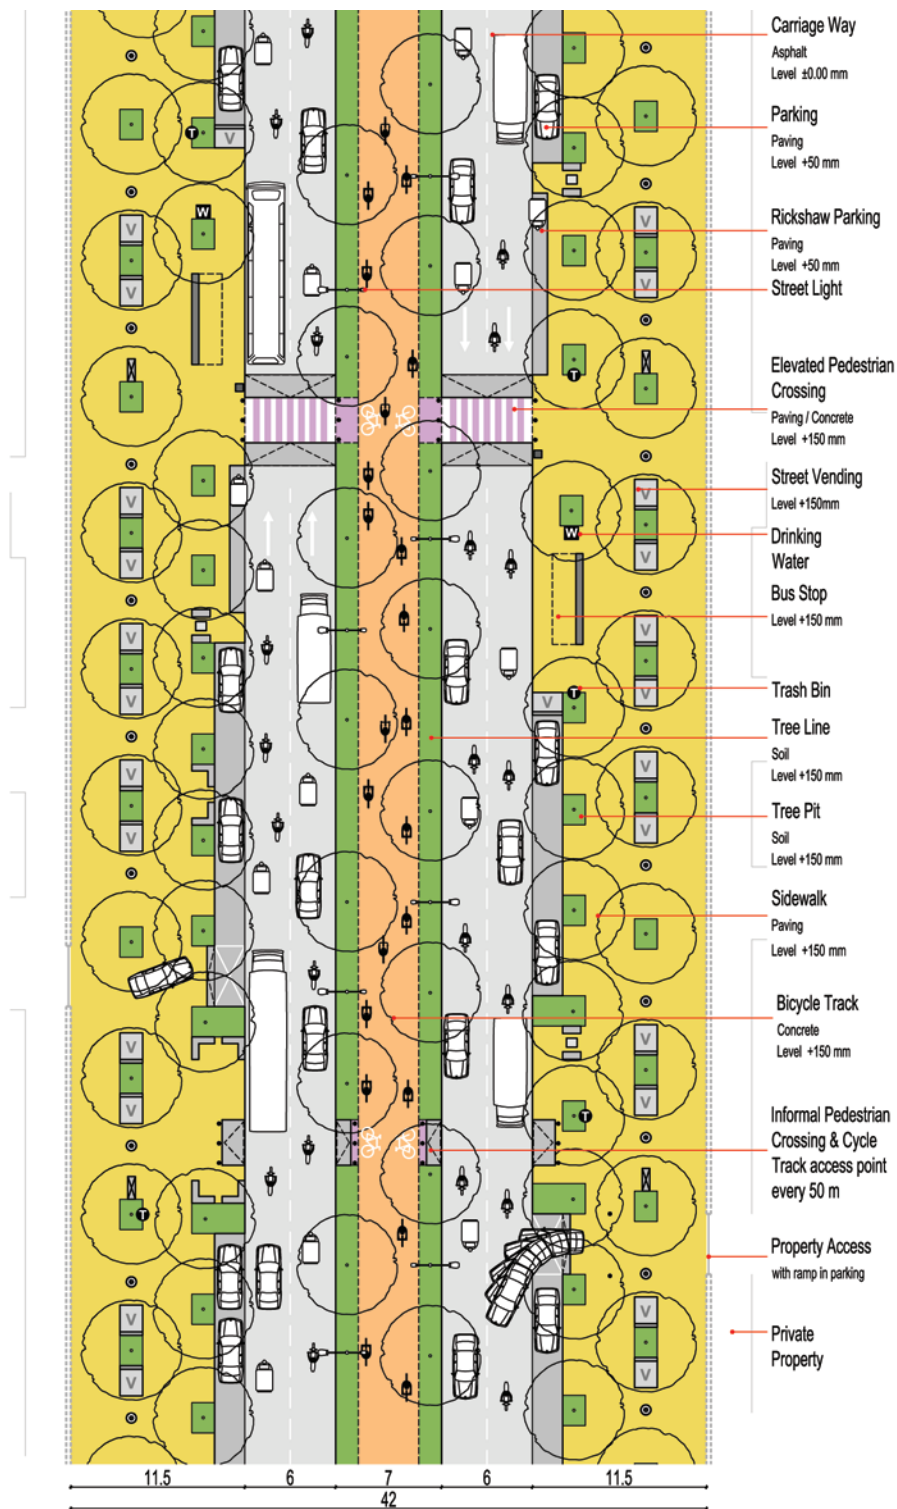 Carriage Way
Asphalt
Level ±0.00 mm
Parking
Paving
Level +50 mm
Rickshaw Parking
Paving
Level +50 mm
Street Light
Elevated Pedestrian
Crossing
Paving / Concrete
Level +150 mm
Street Vending
Level +150mm
Drinking
Water
Bus Stop
Level +150 mm
Trash Bin
Tree Line
Soil
Level +150 mm
Tree Pit
Soil
Level +150 mm
Sidewalk
Paving
Level +150 mm
Bicycle Track
Concrete
Level +150 mm
Informal Pedestrian
Crossing & Cycle
Track access point
every 50 m
Property Access
with ramp in parking
Private
Property
T
V
V
V
W
V
V
T
V
V
V
V
W
V
V
V
V
V
V
T
V
V
V
V
V
V
V
V
V
T
T
V
V
V
V
11.5 6 7 6 11.5
42